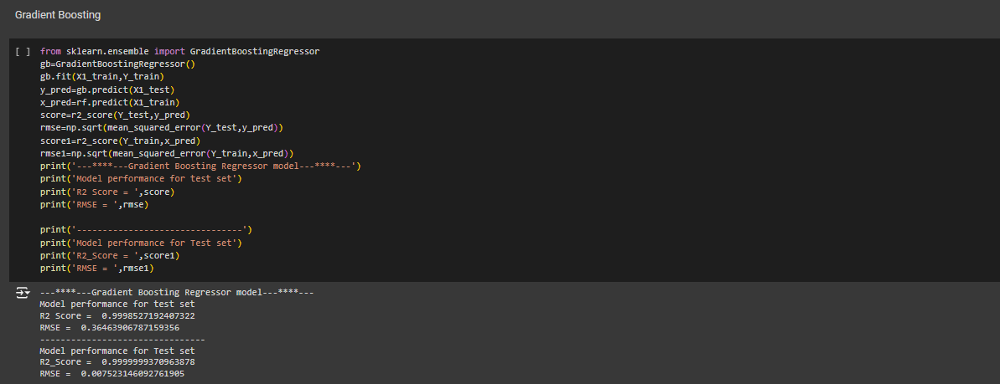 Gradient Boosting
[ ] from sklearn.ensemble import GradientBoostingRegressor
gb=GradientBoostingRegressor()
gb.fit(X1_train,Y_train)
y_pred=gb.predict(X1_test)
x_pred=rf.predict(X1_train)
score=r2_score(Y_test,y_pred)
rmse=np.sqrt(mean_squared_error(Y_test,y_pred))
score1=r2_score(Y_train,x_pred)
rmse1=np.sqrt(mean_squared_error(Y_train,x_pred))
print('---****---Gradient Boosting Regressor model---****---')
print('Model performance for test set')
print('R2 Score = ',score)
print('RMSE = ',rmse)
print('--------------------------------')
print('Model performance for Test set')
print('R2_Score = ',score1)
print('RMSE = ',rmse1)
---****---Gradient Boosting Regressor model---****---
Model performance for test set
R2 Score =  0.9998527192407322
RMSE =  0.36463906787159356
--------------------------------
Model performance for Test set
R2_Score =  0.9999999370963878
RMSE =  0.007523146092761905